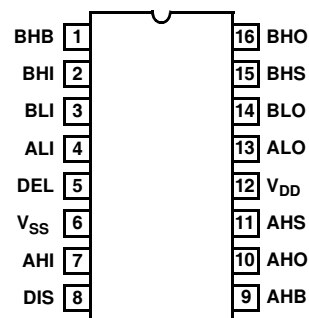 BHB 1 16 BHO
BHI 2 15 BHS
BLI 3 14 BLO
ALI 4 13 ALO
DEL 5 12 VDD
VSS 6 11 AHS
AHI 7 10 AHO
DIS 8 9 AHB